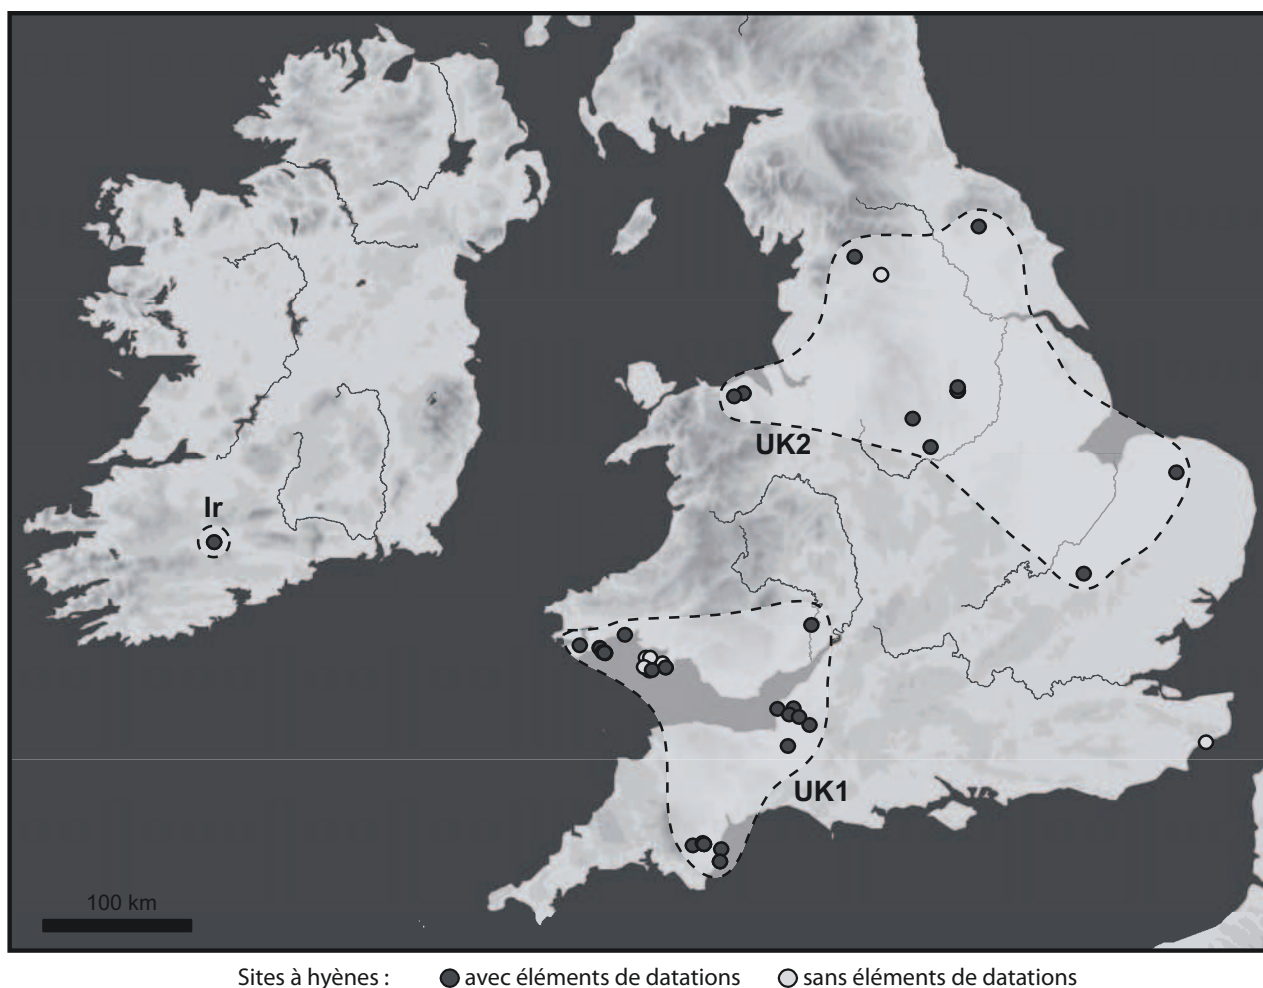 Ir
UK2
UK1
100 km
Sites à hyènes : avec éléments de datations sans éléments de datations